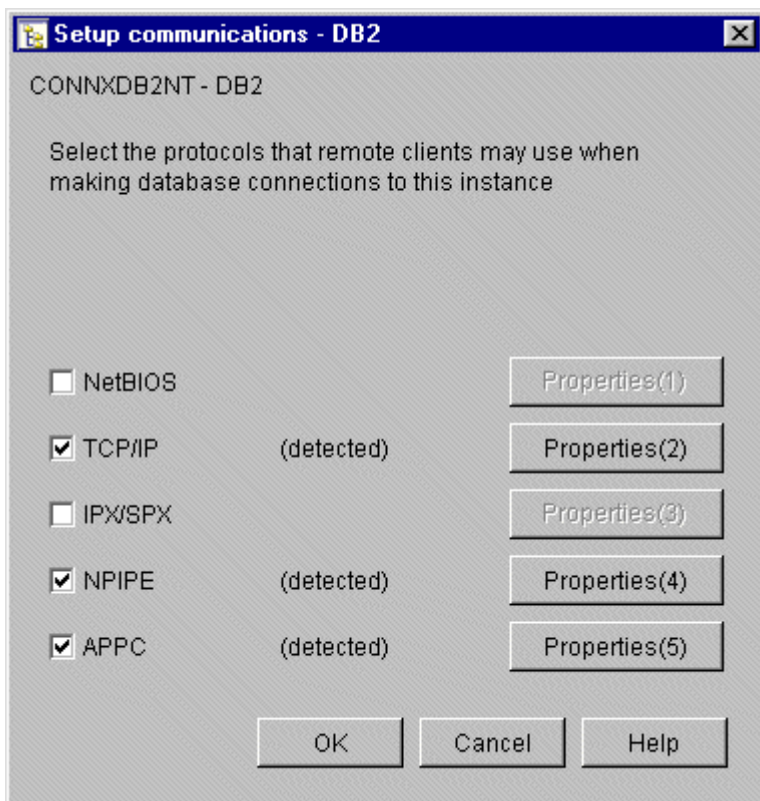 Setup communications - DB2
CONNXDB2NT - DB2
Select the protocols that remote clients may use when
making database connections to this instance
NetBIOS Properties(1)
TCP/IP (detected) Properties(2)
IPX/SPX Properties(3)
NPIPE (detected) Properties(4)
APPC (detected) Properties(5)
OK Cancel Help